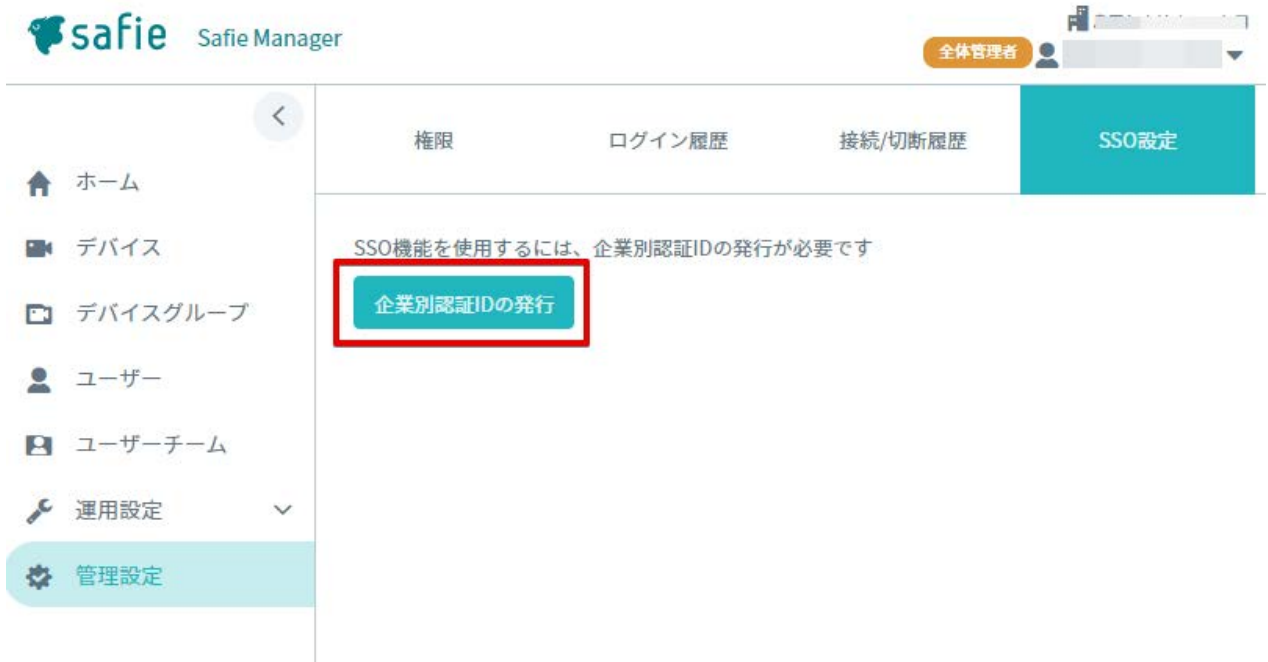 safie Safie Manager
全体管理者
権限 ログイン履歴 接続/切断履歴 SSO設定
ホーム
デバイス
デバイスグループ
ユーザー
ユーザーチーム
運用設定
管理設定
SSO機能を使用するには、企業別認証IDの発行が必要です
企業別認証IDの発行